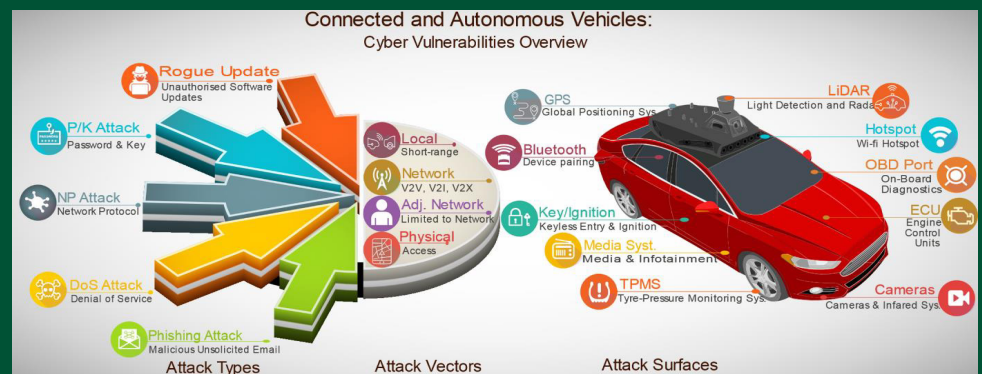 Connected and Autonomous Vehicles:
Cyber Vulnerabilities Overview
Rogue Update
Unauthorised Software
Updates
P/K Attack
Password & Key
NP Attack
Network Protocol
DoS Attack
Denial of Service
Phishing Attack
Malicious Unsolicited Email
Attack Types
Local
Short-range
Network
V2V, V2I, V2X
Adj. Network
Limited to Network
Physical
Access
Attack Vectors
GPS
Global Positioning Sys.
Bluetooth
Device pairing
Key/Ignition
Keyless Entry & Ignition
Media Syst.
Media & Infotainment
TPMS
Tyre-Pressure Monitoring Sys.
LiDAR
Light Detection and Radar
Hotspot
Wi-fi Hotspot
OBD Port
On-Board
Diagnostics
ECU
Engine
Control
Units
Cameras
Cameras & Infared Sys.
Attack Surfaces